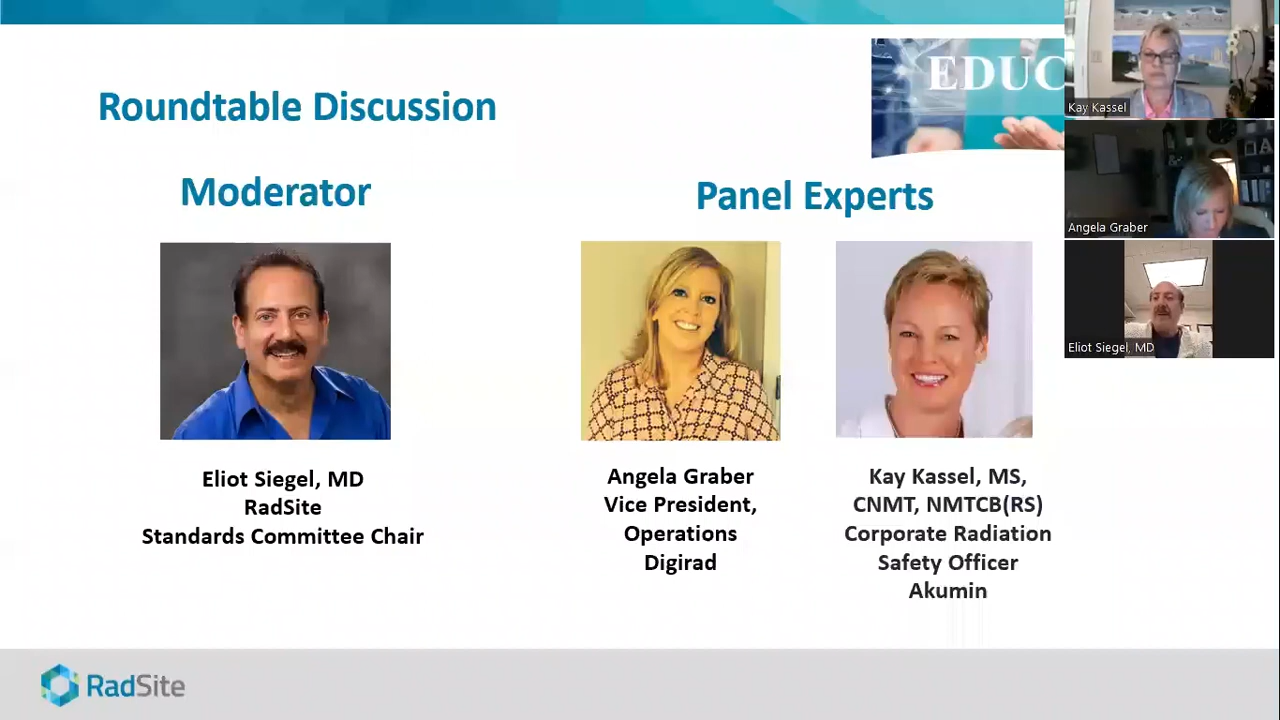 EDUC
Kay Kassel
Roundtable Discussion
Moderator
Panel Experts
Angela Graber
Eliot Siegel, MD
Eliot Siegel, MD
RadSite
Standards Committee Chair
Angela Graber
Vice President,
Operations
Digirad
Kay Kassel, MS,
CNMT, NMTCB(RS)
Corporate Radiation
Safety Officer
Akumin
RadSite